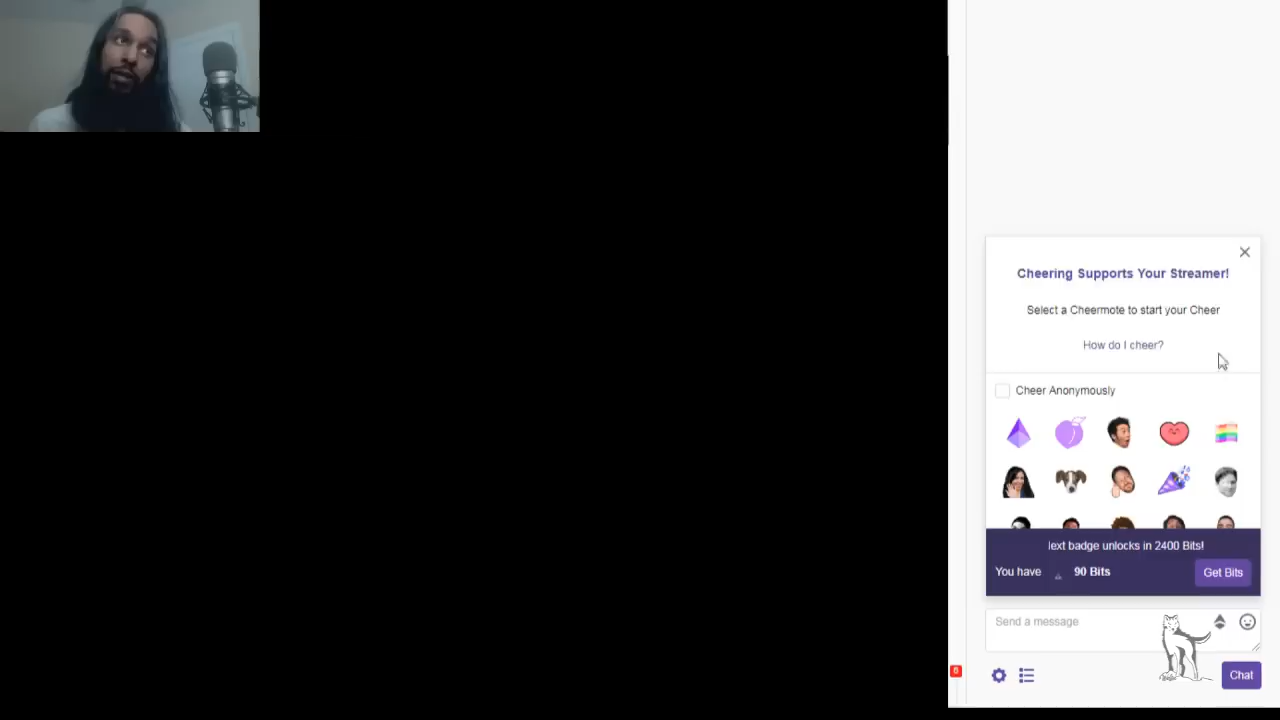 Cheering Supports Your Streamer!
Select a Cheermote to start your Cheer
How do I cheer?
Cheer Anonymously
lext badge unlocks in 2400 Bits!
You have 90 Bits
Get Bits
Send a message
6
Chat